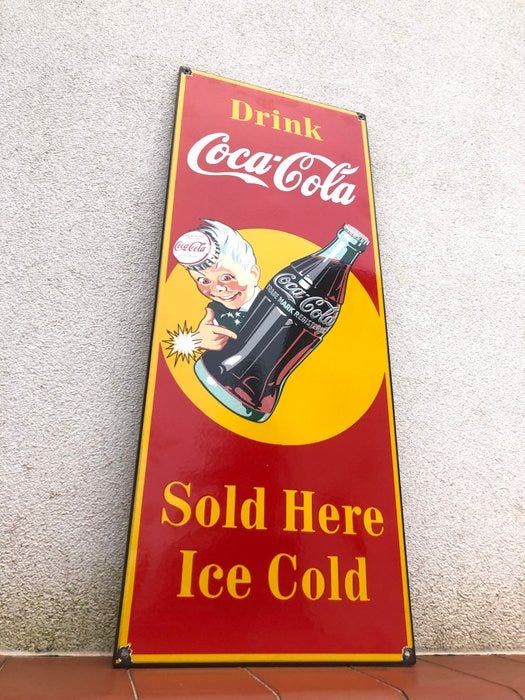 Drink
Coca-Cola
Coca-Cola
Coca-Cola
TRADE MARK REGISTERED
Sold Here
Ice Cold